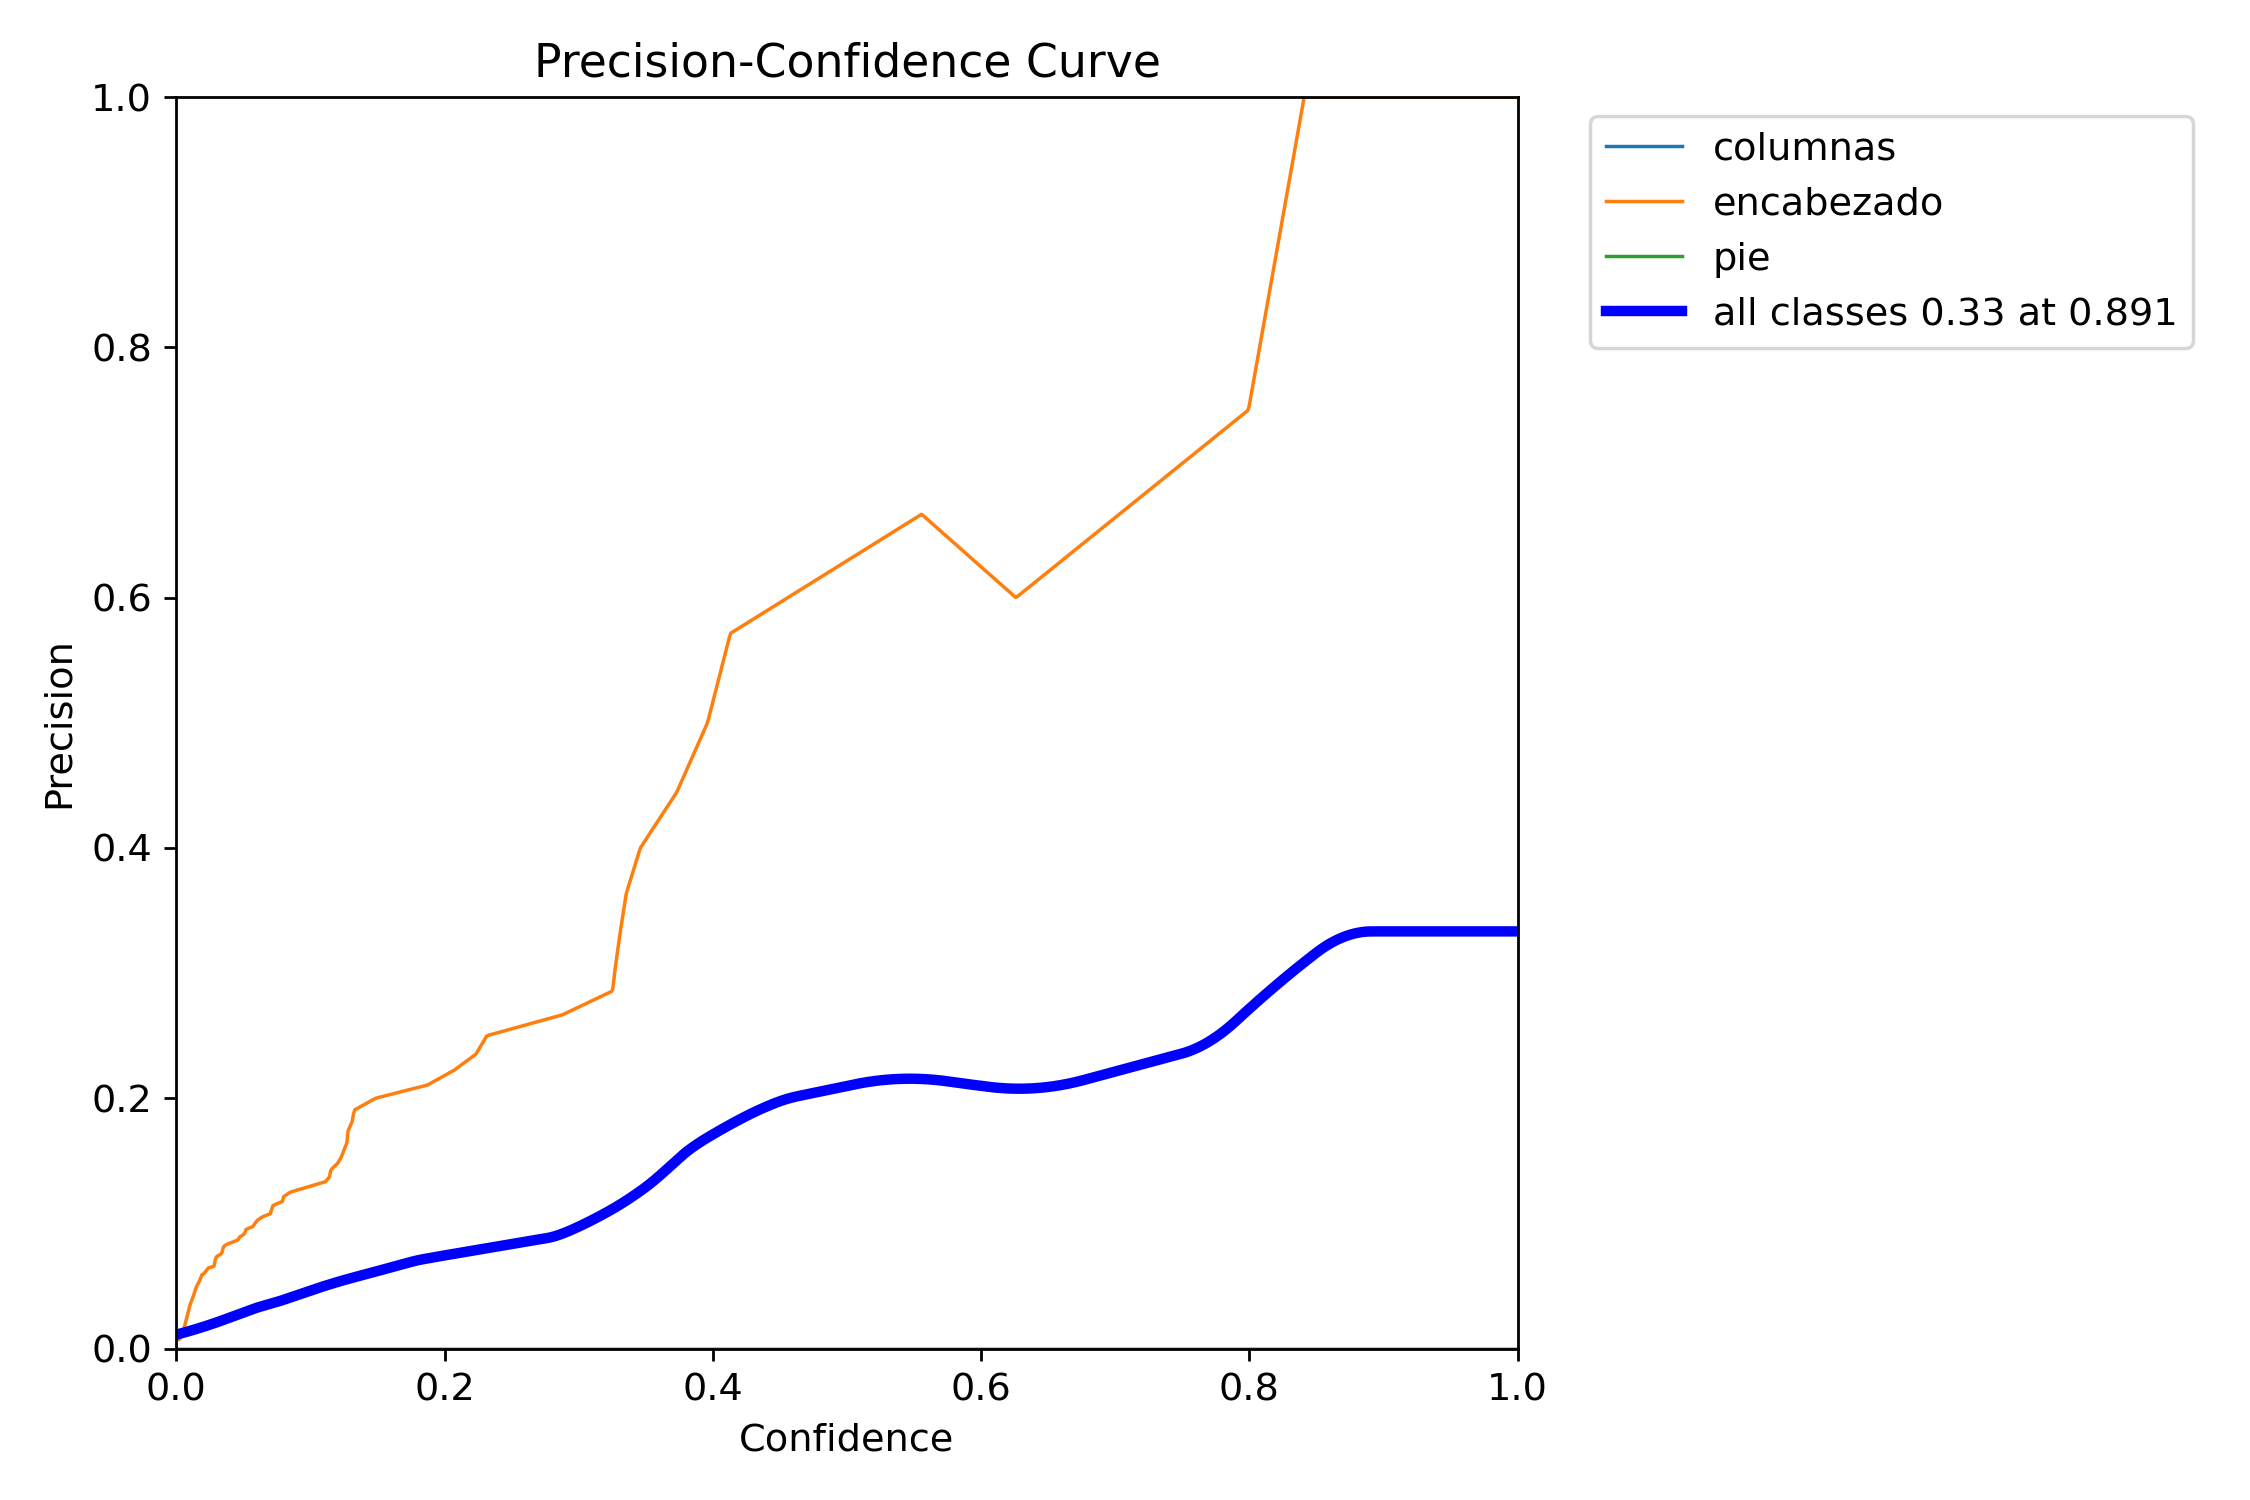 Precision-Confidence Curve
1.0
0.8
0.6
0.4
0.2
0.0
Precision
0.0 0.2 0.4 0.6 0.8 1.0
Confidence
columnas
encabezado
pie
all classes 0.33 at 0.891